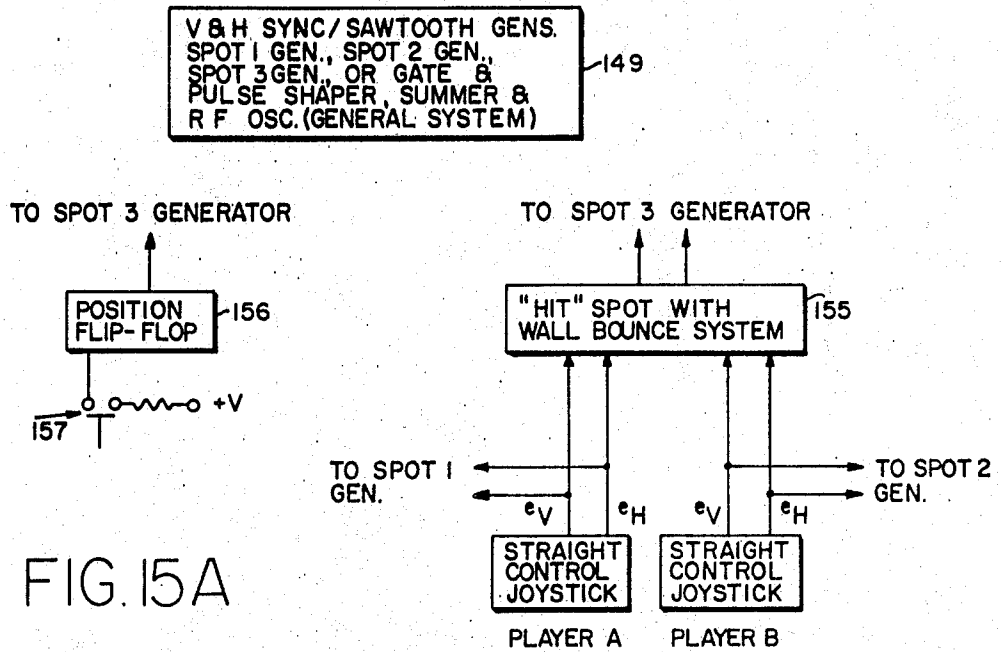 V & H SYNC/SAWTOOTH GENS.
SPOT 1 GEN., SPOT 2 GEN.,
SPOT 3 GEN., OR GATE &
PULSE SHAPER, SUMMER &
RF OSC. (GENERAL SYSTEM)
149
TO SPOT 3 GENERATOR
POSITION
FLIP-FLOP
156
157
+V
TO SPOT 3 GENERATOR
"HIT" SPOT WITH
WALL BOUNCE SYSTEM
155
TO SPOT 1
GEN.
TO SPOT 2
GEN.
eV
eH
eV
eH
STRAIGHT
CONTROL
JOYSTICK
STRAIGHT
CONTROL
JOYSTICK
PLAYER A
PLAYER B
FIG. 15A